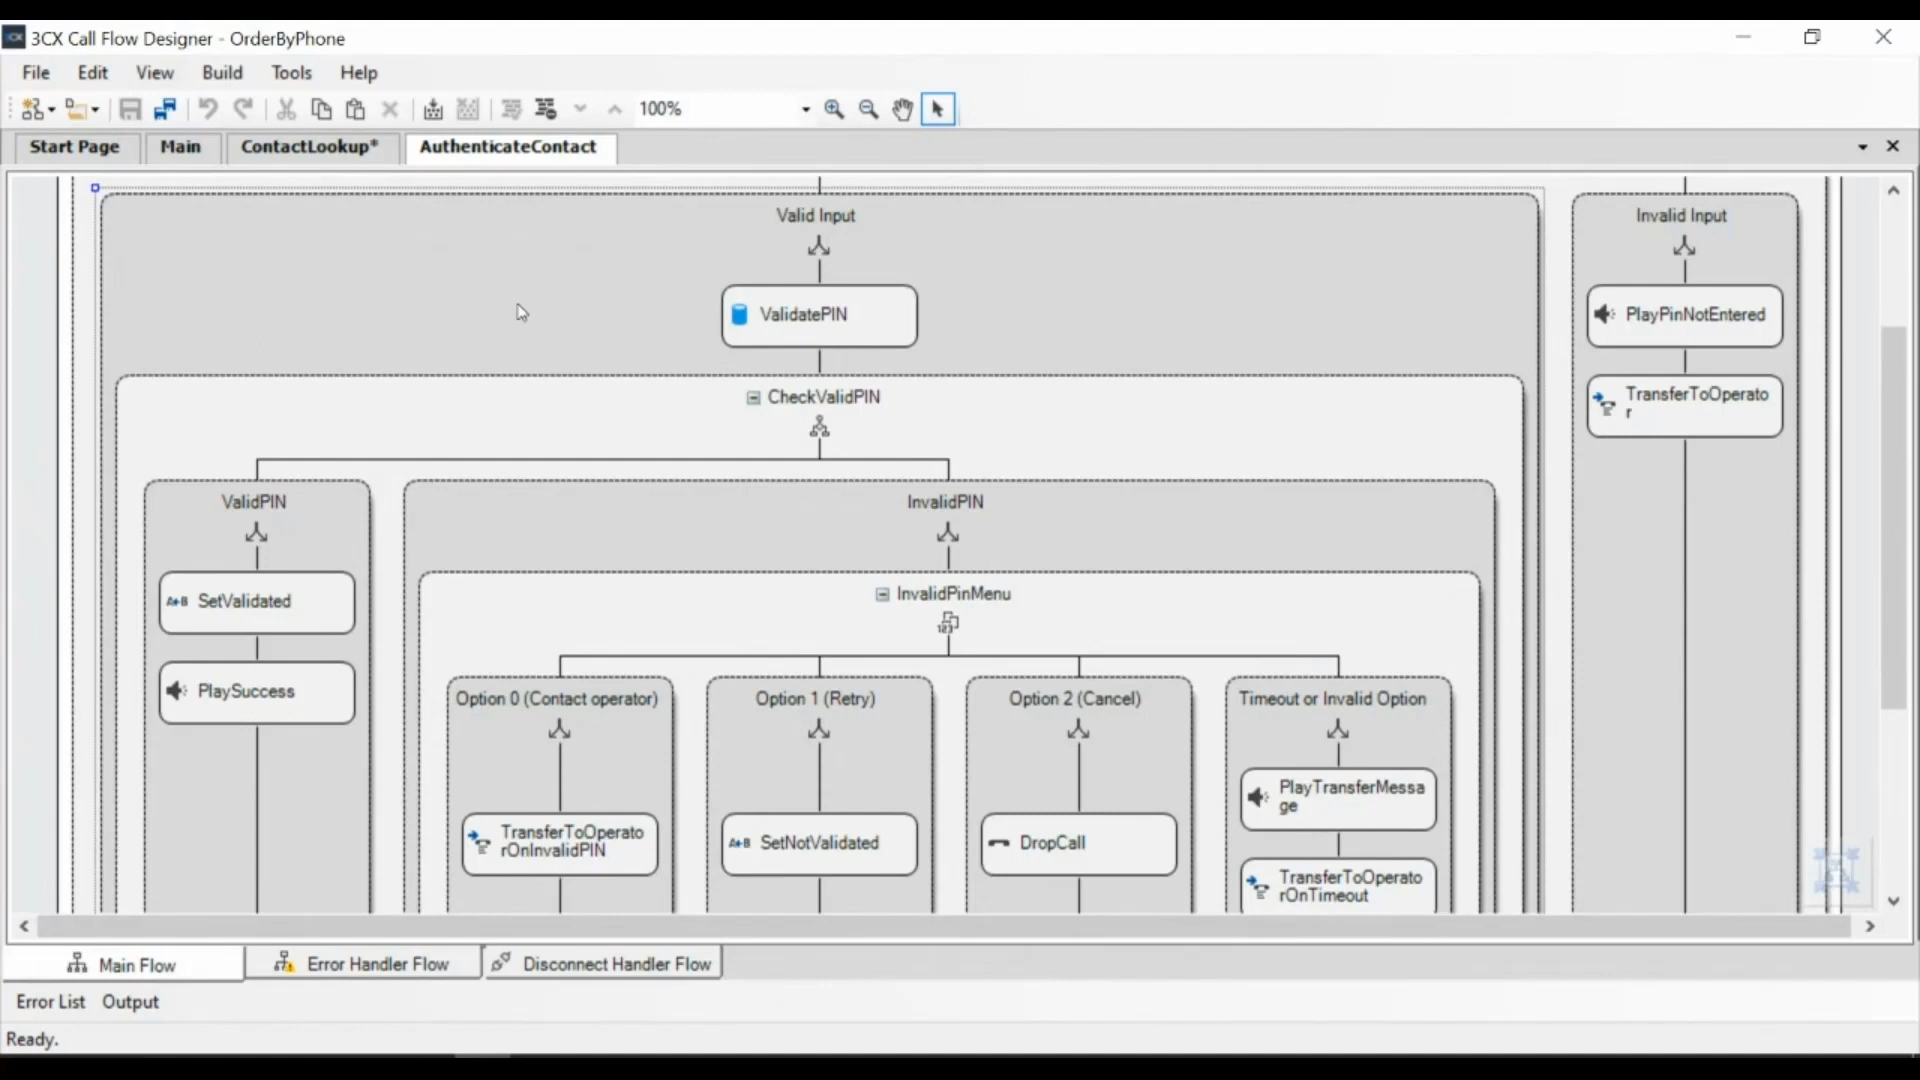 3CX Call Flow Designer - OrderByPhone
File Edit View Build Tools Help
100%
Start Page Main ContactLookup* AuthenticateContact
Valid Input
Invalid Input
ValidatePIN
PlayPinNotEntered
CheckValidPIN
TransferToOperato
r
ValidPIN
InvalidPIN
SetValidated
InvalidPinMenu
123
PlaySuccess
Option 0 (Contact operator)
Option 1 (Retry)
Option 2 (Cancel)
Timeout or Invalid Option
PlayTransferMessa
ge
TransferToOperato
rOnInvalidPIN
A+B SetNotValidated
DropCall
TransferToOperato
rOnTimeout
Main Flow Error Handler Flow Disconnect Handler Flow
Error List Output
Ready.